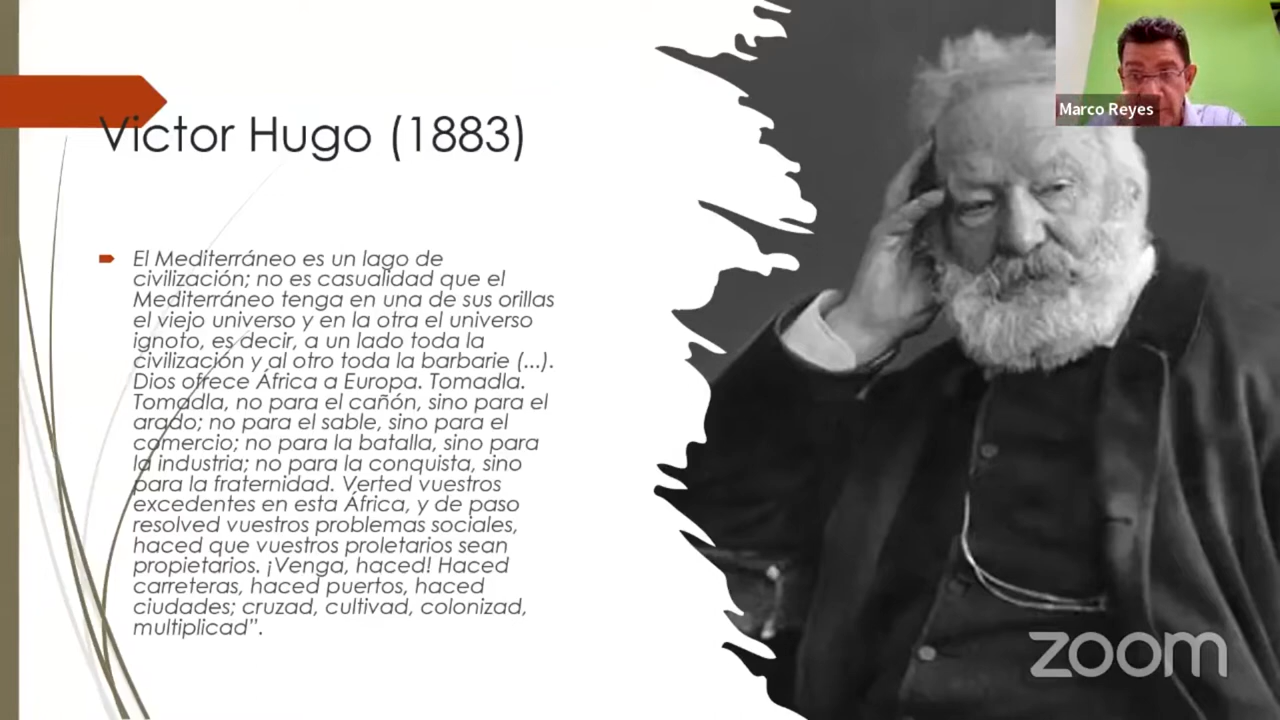 Marco Reyes
Victor Hugo (1883)
El Mediterráneo es un lago de
civilización; no es casualidad que el
Mediterráneo tenga en una de sus orillas
el viejo universo y en la otra el universo
ignoto, es decir, a un lado toda la
civilización y al otro toda la barbarie (...).
Dios ofrece África a Europa. Tomadla.
Tomadla, no para el cañón, sino para el
arado; no para el sable, sino para el
comercio; no para la batalla, sino para
la industria; no para la conquista, sino
para la fraternidad. Verted vuestros
excedentes en esta África, y de paso
resolved vuestros problemas sociales,
haced que vuestros proletarios sean
propietarios. ¡Venga, haced! Haced
carreteras, haced puertos, haced
ciudades; cruzad, cultivad, colonizad,
multiplicad”.
zoom